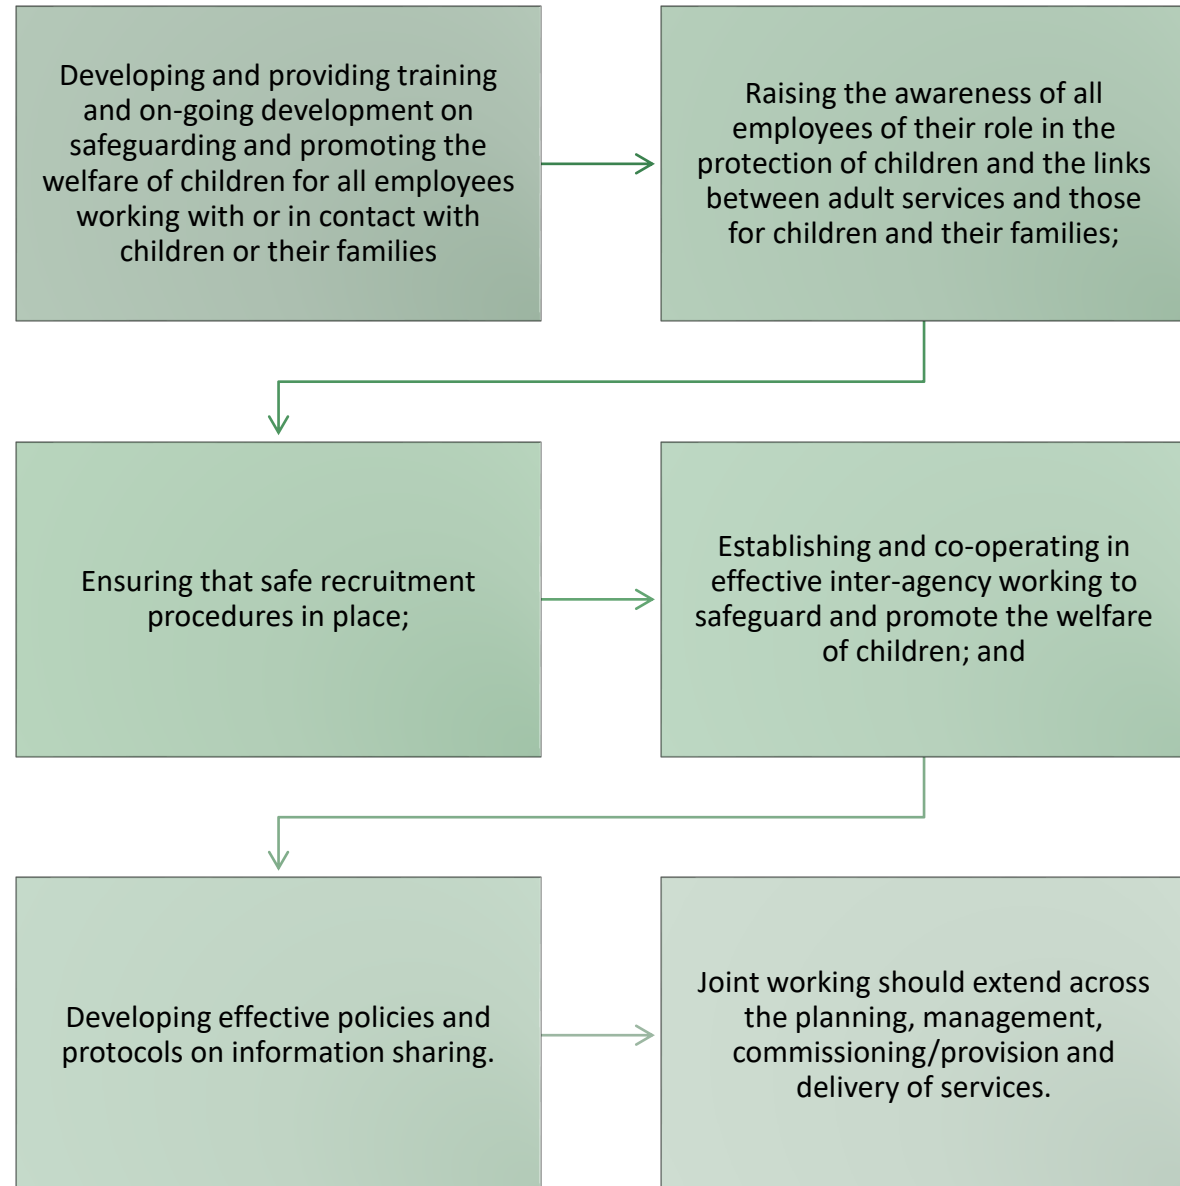 Developing and providing training
and on-going development on
safeguarding and promoting the
welfare of children for all employees
working with or in contact with
children or their families
Raising the awareness of all
employees of their role in the
protection of children and the links
between adult services and those
for children and their families;
Ensuring that safe recruitment
procedures in place;
Establishing and co-operating in
effective inter-agency working to
safeguard and promote the welfare
of children; and
Developing effective policies and
protocols on information sharing.
Joint working should extend across
the planning, management,
commissioning/provision and
delivery of services.